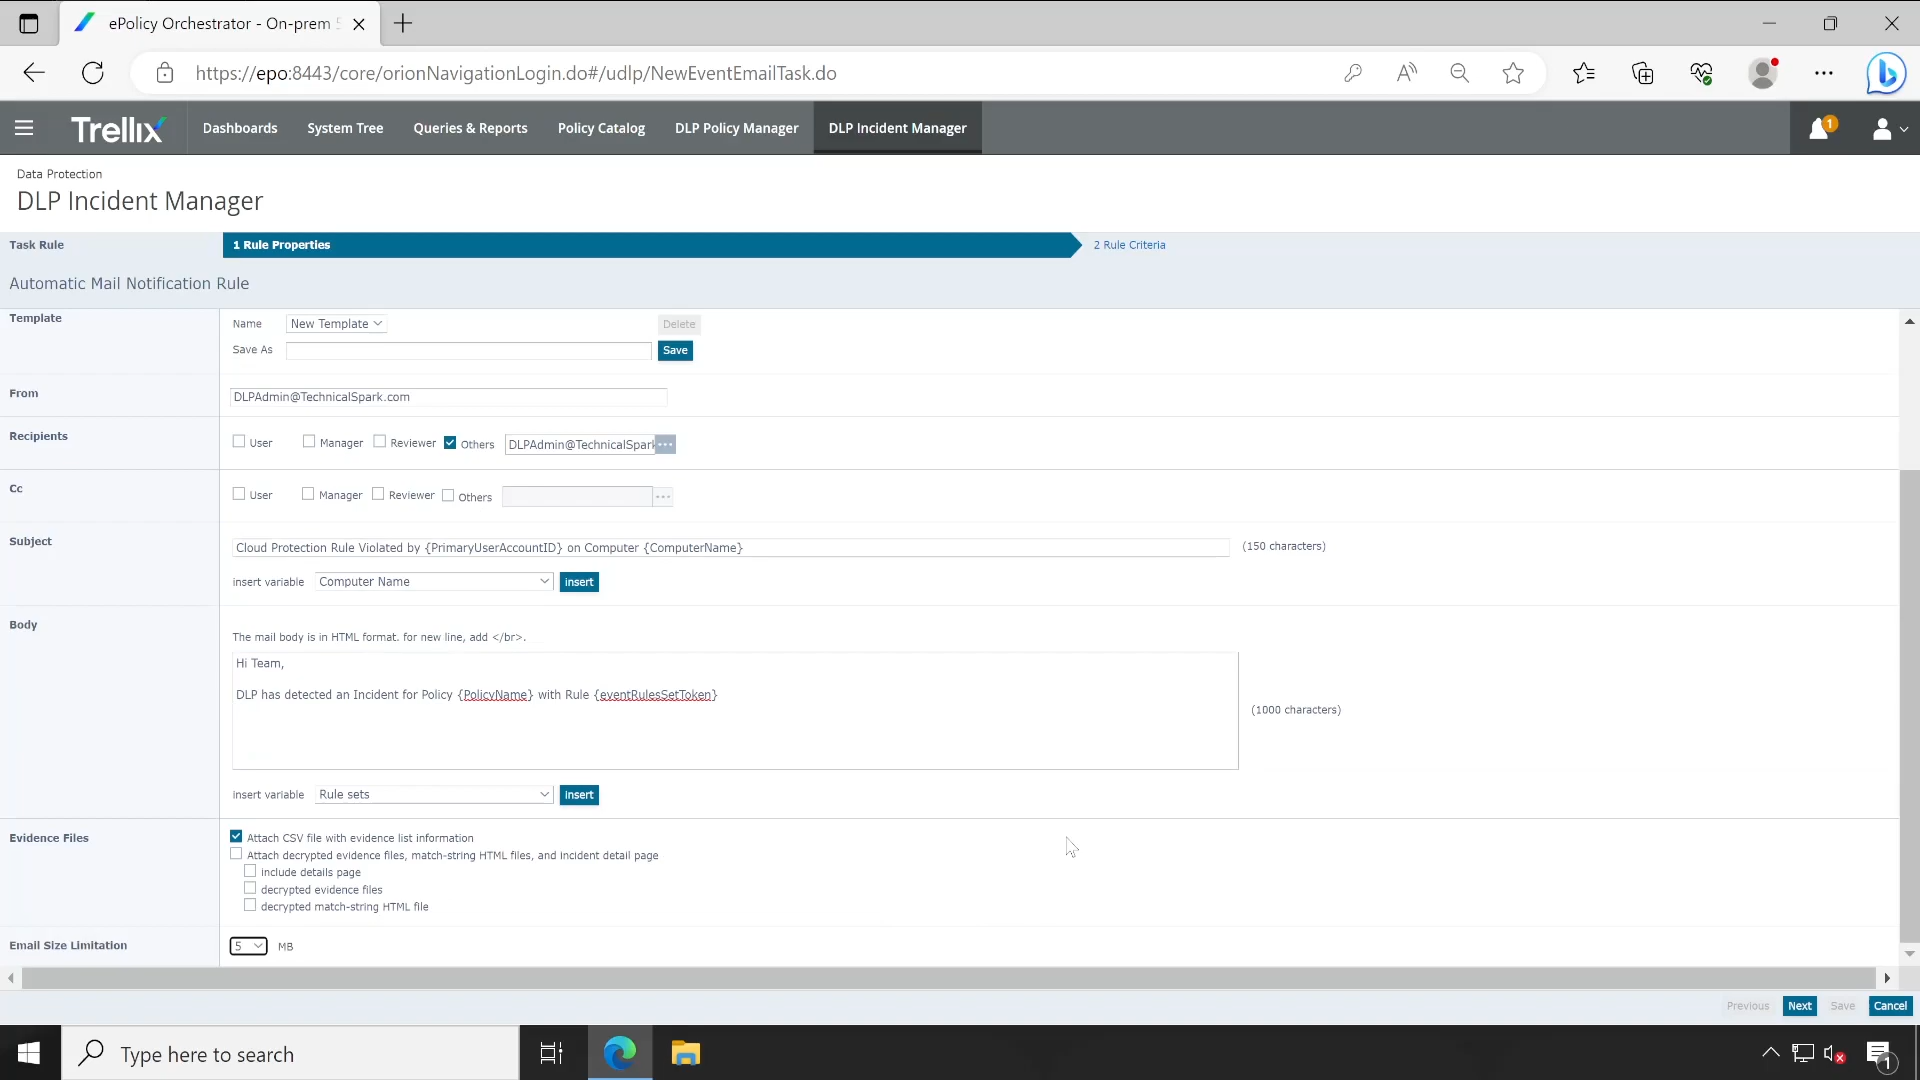 ePolicy Orchestrator - On-prem 5
https://epo:8443/core/orionNavigationLogin.do#/udlp/NewEventEmailTask.do
Trellix
Dashboards
System Tree
Queries & Reports
Policy Catalog
DLP Policy Manager
DLP Incident Manager
1
Data Protection
DLP Incident Manager
Task Rule
1 Rule Properties
2 Rule Criteria
Automatic Mail Notification Rule
Template
Name
New Template
Delete
Save As
Save
From
DLPAdmin@TechnicalSpark.com
Recipients
User
Manager
Reviewer
Others
DLPAdmin@TechnicalSpark
...
Cc
User
Manager
Reviewer
Others
...
Subject
Cloud Protection Rule Violated by {PrimaryUserAccountID} on Computer {ComputerName}
(150 characters)
insert variable
Computer Name
insert
Body
The mail body is in HTML format. for new line, add </br>.
Hi Team,
DLP has detected an Incident for Policy {PolicyName} with Rule {eventRulesSetToken}
(1000 characters)
insert variable
Rule sets
insert
Evidence Files
Attach CSV file with evidence list information
Attach decrypted evidence files, match-string HTML files, and incident detail page
include details page
decrypted evidence files
decrypted match-string HTML file
Email Size Limitation
5
MB
Previous
Next
Save
Cancel
Type here to search
1